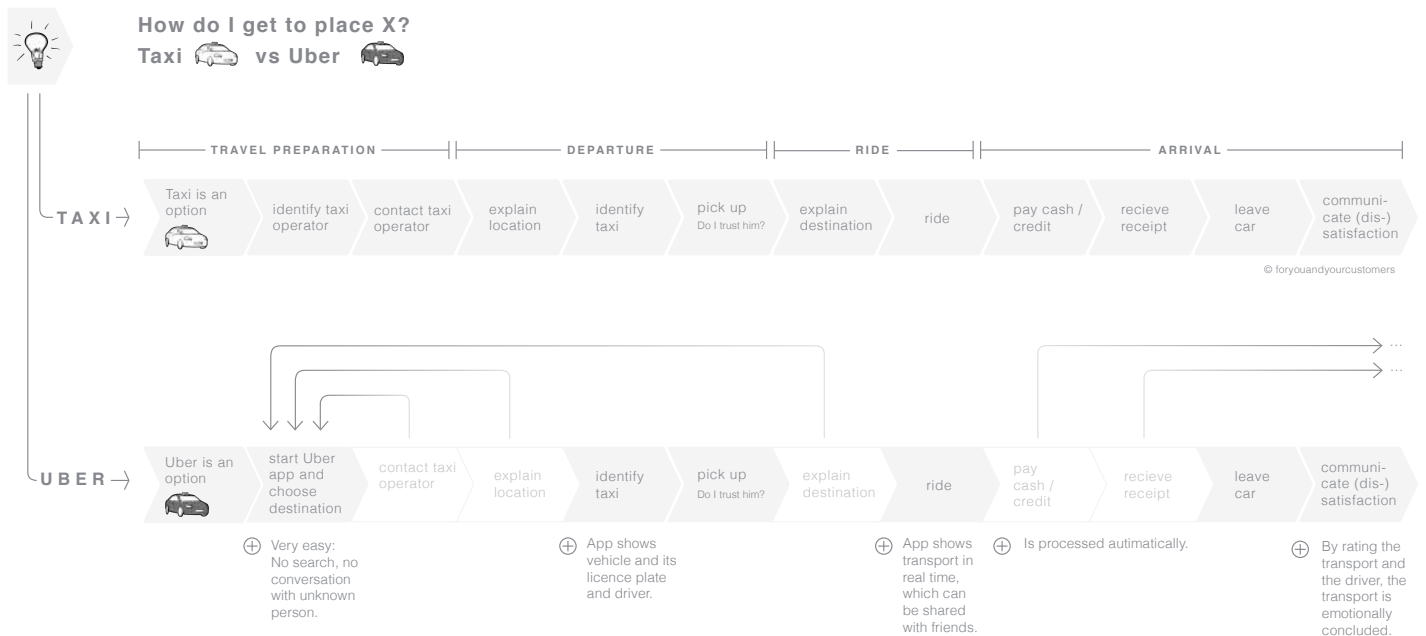 How do I get to place X?
Taxi vs Uber
TRAVEL PREPARATION
DEPARTURE
RIDE
ARRIVAL
TAXI
Taxi is an
option
identify taxi
operator
contact taxi
operator
explain
location
identify
taxi
pick up
Do I trust him?
explain
destination
ride
pay cash /
credit
recieve
receipt
leave
car
communi-
cate (dis-)
satisfaction
© foryouandyourcustomers
...
...
UBER
Uber is an
option
start Uber
app and
choose
destination
contact taxi
operator
explain
location
identify
taxi
pick up
Do I trust him?
explain
destination
ride
pay
cash /
credit
recieve
receipt
leave
car
communi-
cate (dis-)
satisfaction
Very easy:
No search, no
conversation
with unknown
person.
App shows
vehicle and its
licence plate
and driver.
App shows
transport in
real time,
which can
be shared
with friends.
Is processed autimatically.
By rating the
transport and
the driver, the
transport is
emotionally
concluded.